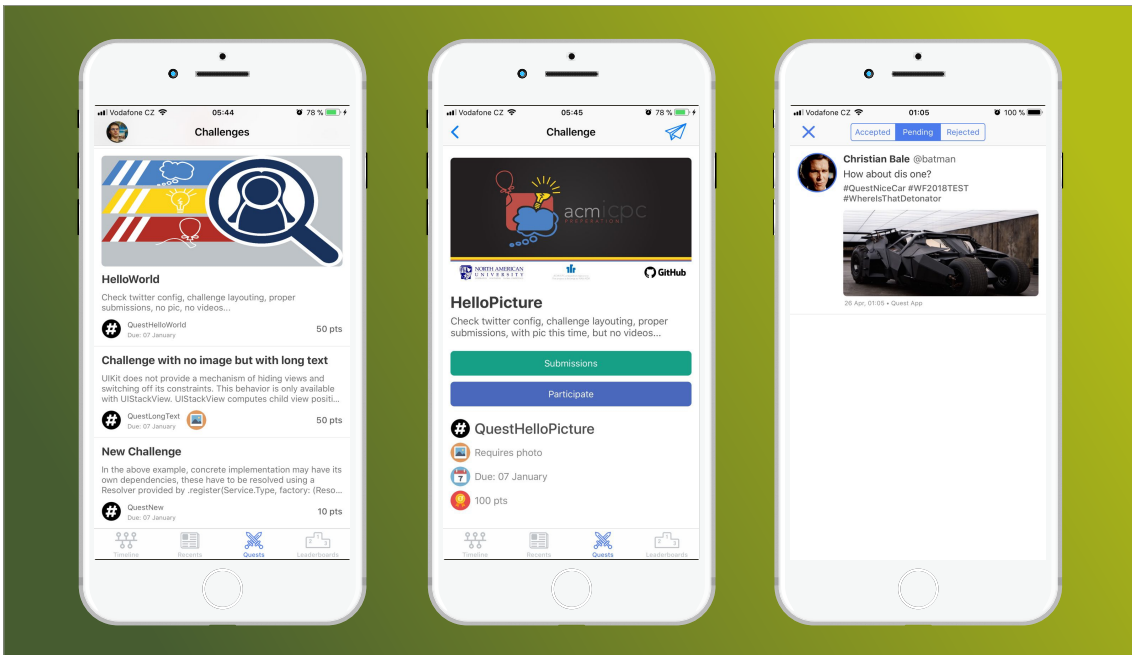 Vodafone CZ 05:44 78 %
Challenges
HelloWorld
Check twitter config, challenge layouting, proper
submissions, no pic, no videos...
# QuestHelloWorld
Due: 07 January
50 pts
Challenge with no image but with long text
UIKit does not provide a mechanism of hiding views and
switching off its constraints. This behavior is only available
with UIStackView. UIStackView computes child view positi...
# QuestLongText
Due: 07 January
50 pts
New Challenge
In the above example, concrete implementation may have its
own dependencies, these have to be resolved using a
Resolver provided by .register(Service.Type, factory: (Reso...
# QuestNew
Due: 07 January
10 pts
Timeline Recents Quests Leaderboards
Vodafone CZ 05:45 78 %
Challenge
acmicpc
PREPARATION
NORTH AMERICAN
UNIVERSITY
GitHub
HelloPicture
Check twitter config, challenge layouting, proper
submissions, with pic this time, but no videos...
Submissions
Participate
# QuestHelloPicture
Requires photo
7 Due: 07 January
100 pts
Timeline Recents Quests Leaderboards
Vodafone CZ 01:05 100 %
Accepted Pending Rejected
Christian Bale @batman
How about dis one?
#QuestNiceCar #WF2018TEST
#WhereIsThatDetonator
26 Apr, 01:05 • Quest App